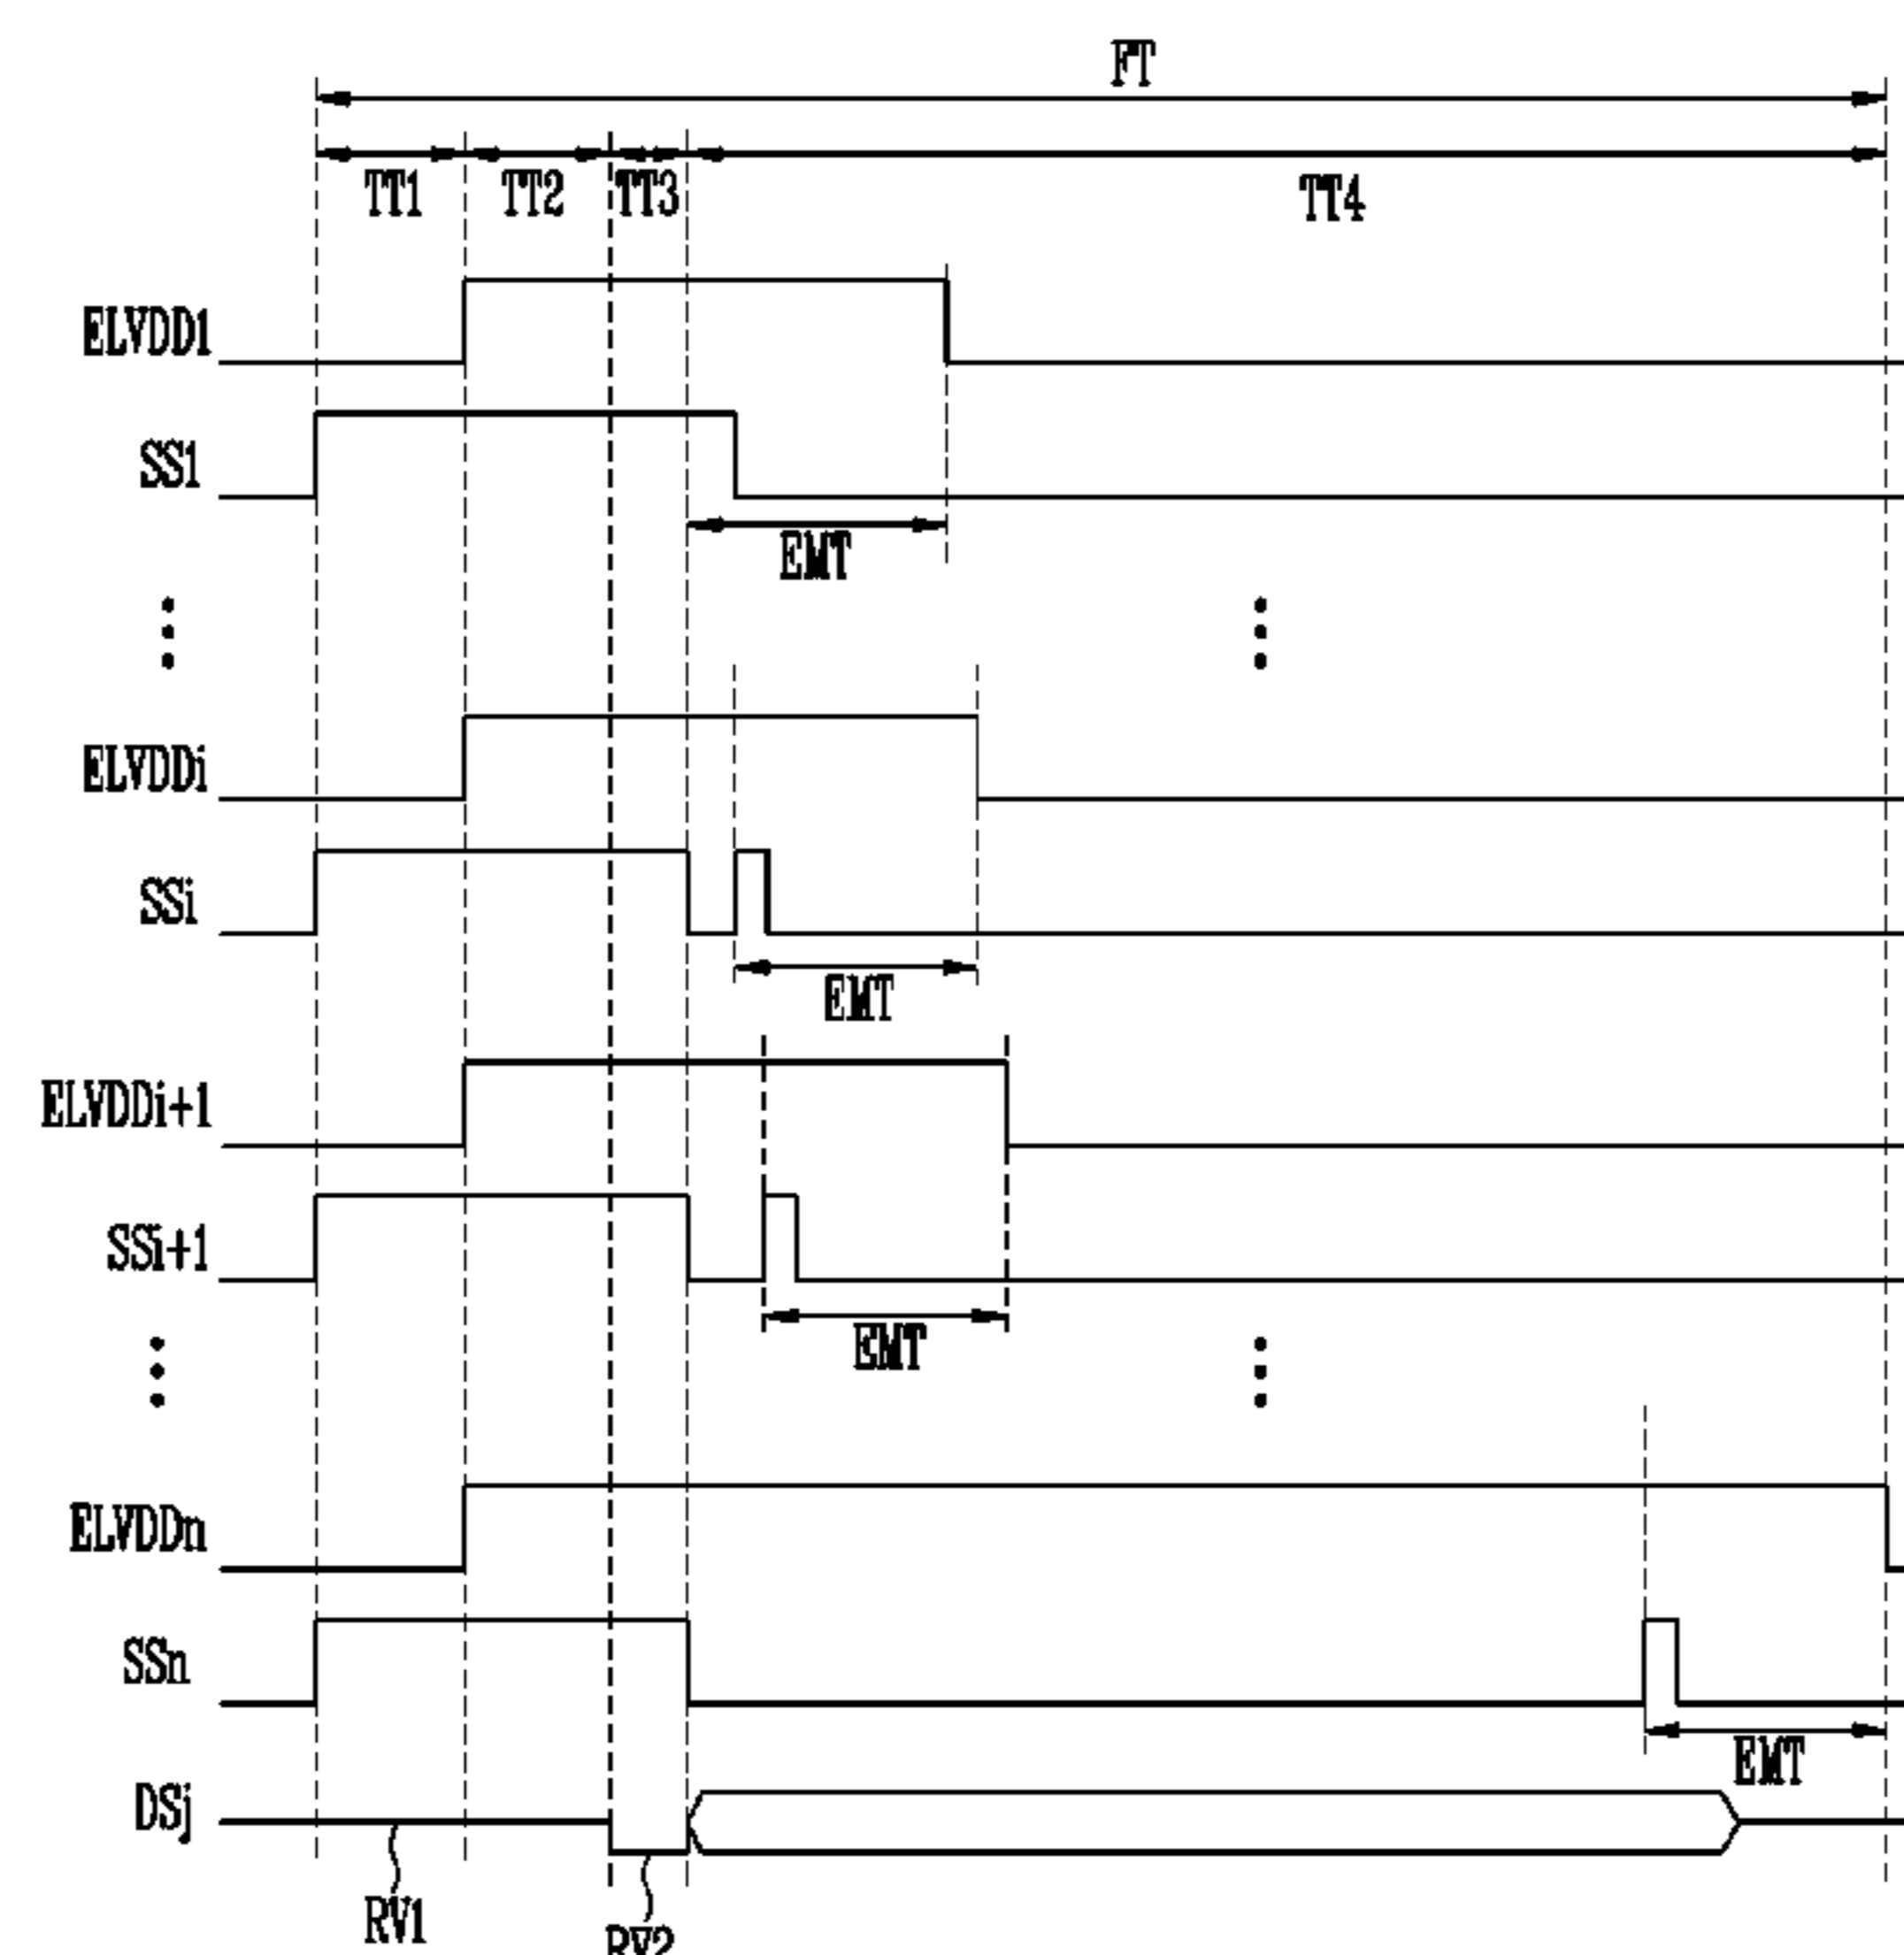 FT
TT1 TT2 TT3 TT4
ELVDD1
SS1
EMT
ELVDDi
SSi
EMT
ELVDDi+1
SSi+1
EMT
ELVDDn
SSn
EMT
DSj
RV1
RV2